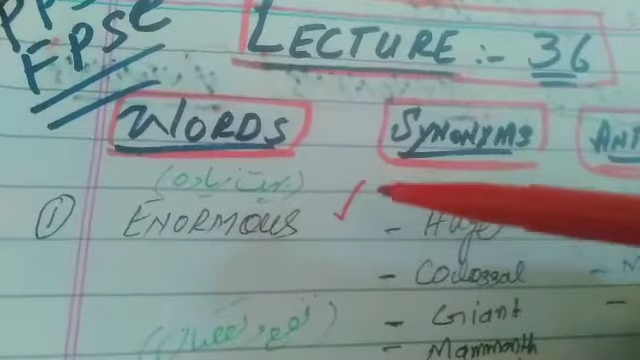 FPSC
LECTURE :- 36
WORDS SYNONYMS ANT
(بہت زیادہ)
① ENORMOUS - Huge
- Colossal
- Giant
- Mammoth